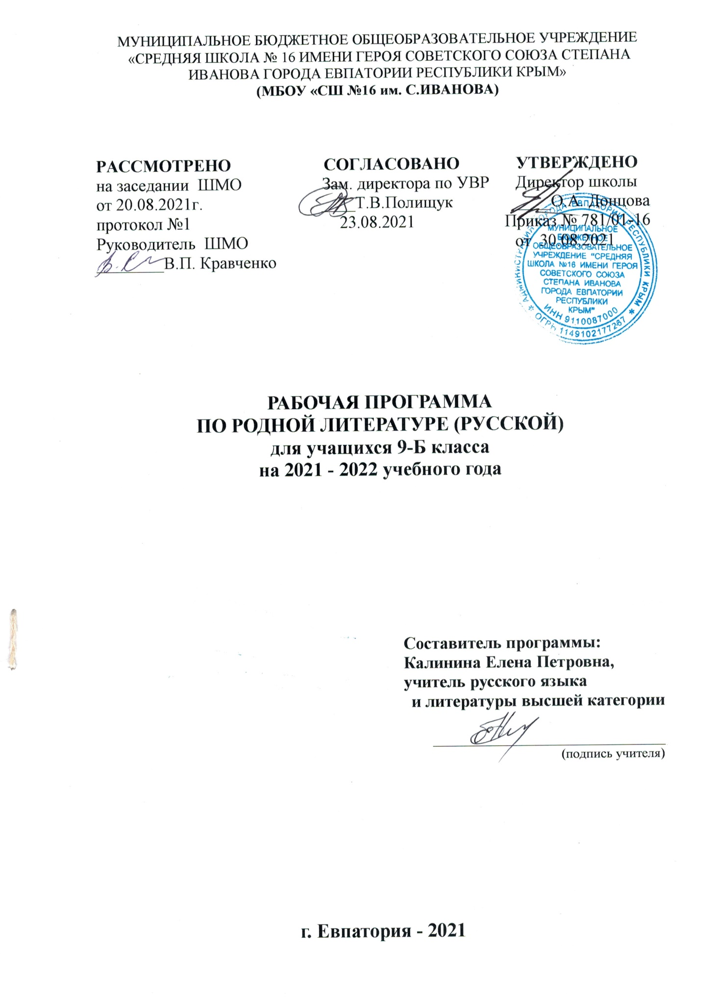 МУНИЦИПАЛЬНОЕ БЮДЖЕТНОЕ ОБЩЕОБРАЗОВАТЕЛЬНОЕ УЧРЕЖДЕНИЕ
«СРЕДНЯЯ ШКОЛА № 16 ИМЕНИ ГЕРОЯ СОВЕТСКОГО СОЮЗА СТЕПАНА
ИВАНОВА ГОРОДА ЕВПАТОРИИ РЕСПУБЛИКИ КРЫМ»
(МБОУ «СШ №16 им. С.ИВАНОВА)
РАССМОТРЕНО
на заседании ШМО
от 20.08.2021г.
протокол №1
Руководитель ШМО
В.П. Кравченко
СОГЛАСОВАНО
Зам. директора по УВР
Т.В.Полищук
23.08.2021
УТВЕРЖДЕНО
Директор школы
О.А. Донцова
Приказ № 781/01-16
от 30.08.2021
АДМИНИСТРАЦИЯ ГОРОДА ЕВПАТОРИИ РЕСПУБЛИКИ КРЫМ
МУНИЦИПАЛЬНОЕ
БЮДЖЕТНОЕ
ОБЩЕОБРАЗОВАТЕЛЬНОЕ
УЧРЕЖДЕНИЕ "СРЕДНЯЯ
ШКОЛА №16 ИМЕНИ ГЕРОЯ
СОВЕТСКОГО СОЮЗА
СТЕПАНА ИВАНОВА
ГОРОДА ЕВПАТОРИИ
РЕСПУБЛИКИ
КРЫМ"
ИНН 9110087000
ОГРН 1149102177267
РАБОЧАЯ ПРОГРАММА
ПО РОДНОЙ ЛИТЕРАТУРЕ (РУССКОЙ)
для учащихся 9-Б класса
на 2021 - 2022 учебного года
Составитель программы:
Калинина Елена Петровна,
учитель русского языка
и литературы высшей категории
(подпись учителя)
г. Евпатория - 2021